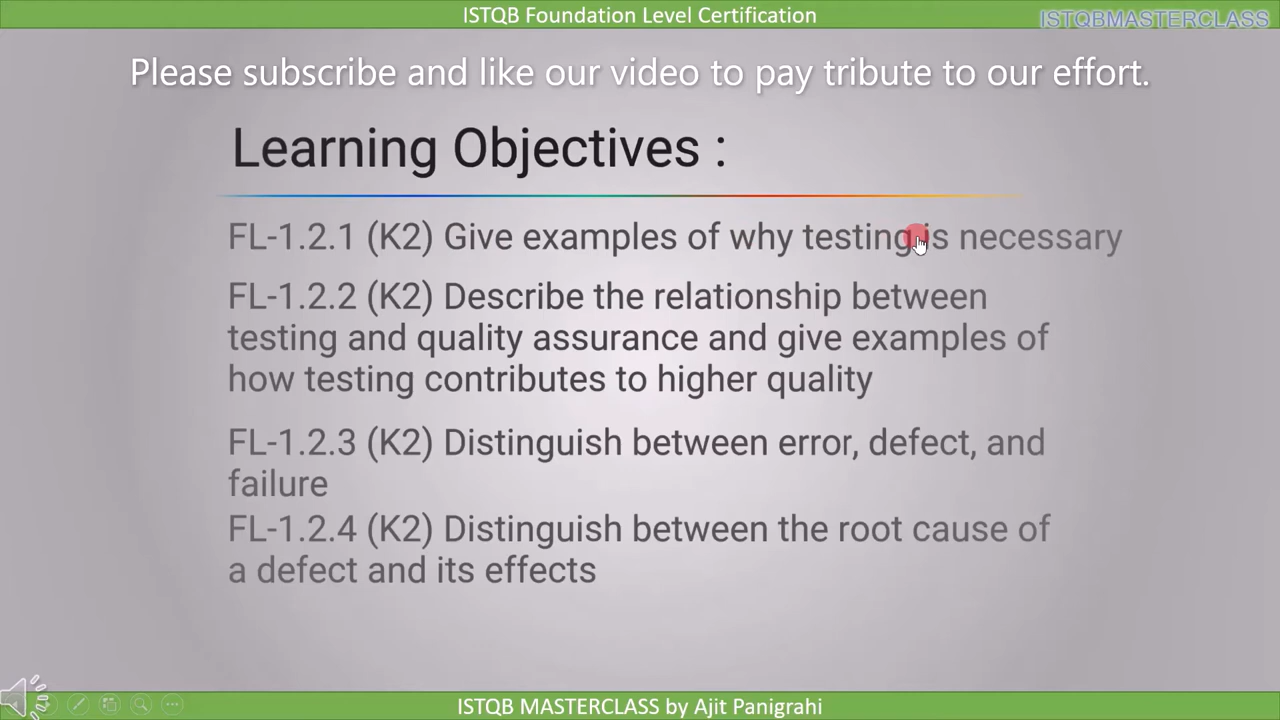 ISTQB Foundation Level Certification
ISTQBMASTERCLASS
Please subscribe and like our video to pay tribute to our effort.
Learning Objectives :
FL-1.2.1 (K2) Give examples of why testing is necessary
FL-1.2.2 (K2) Describe the relationship between
testing and quality assurance and give examples of
how testing contributes to higher quality
FL-1.2.3 (K2) Distinguish between error, defect, and
failure
FL-1.2.4 (K2) Distinguish between the root cause of
a defect and its effects
ISTQB MASTERCLASS by Ajit Panigrahi